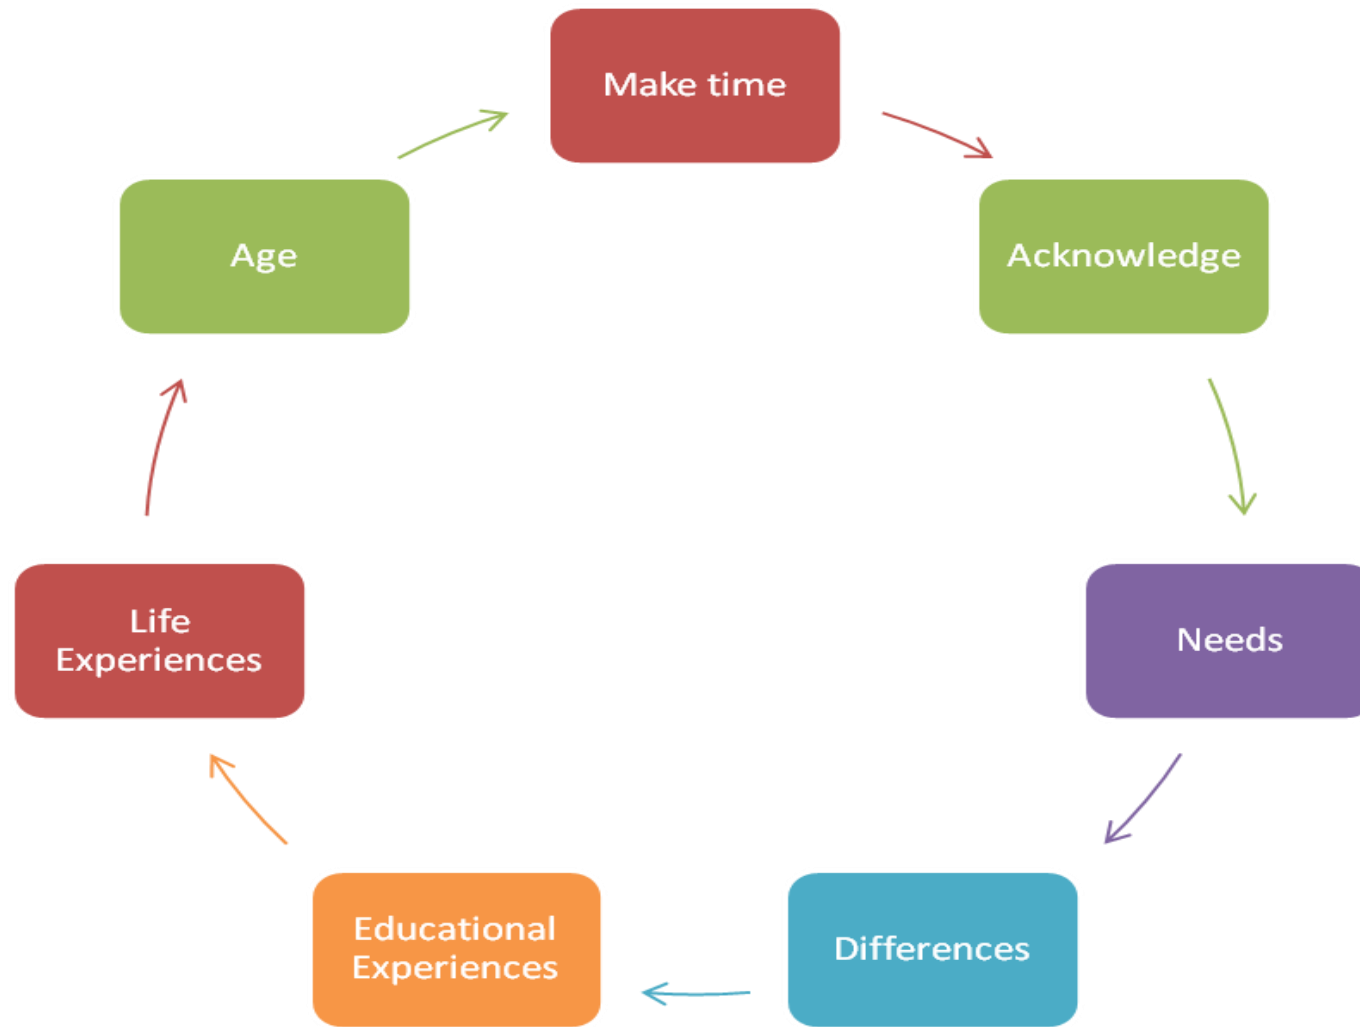 Make time
Acknowledge
Needs
Differences
Educational
Experiences
Life
Experiences
Age